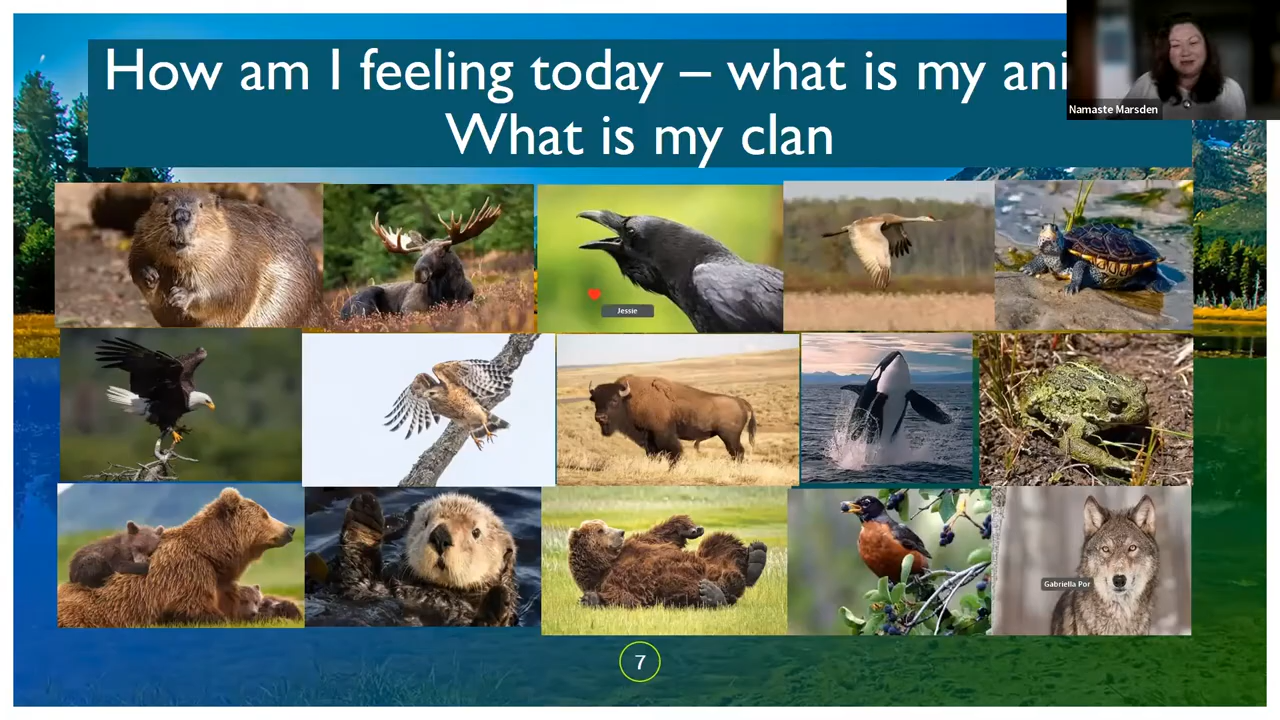 How am I feeling today – what is my ani
What is my clan
Namaste Marsden
Jessie
Gabriella Por
7